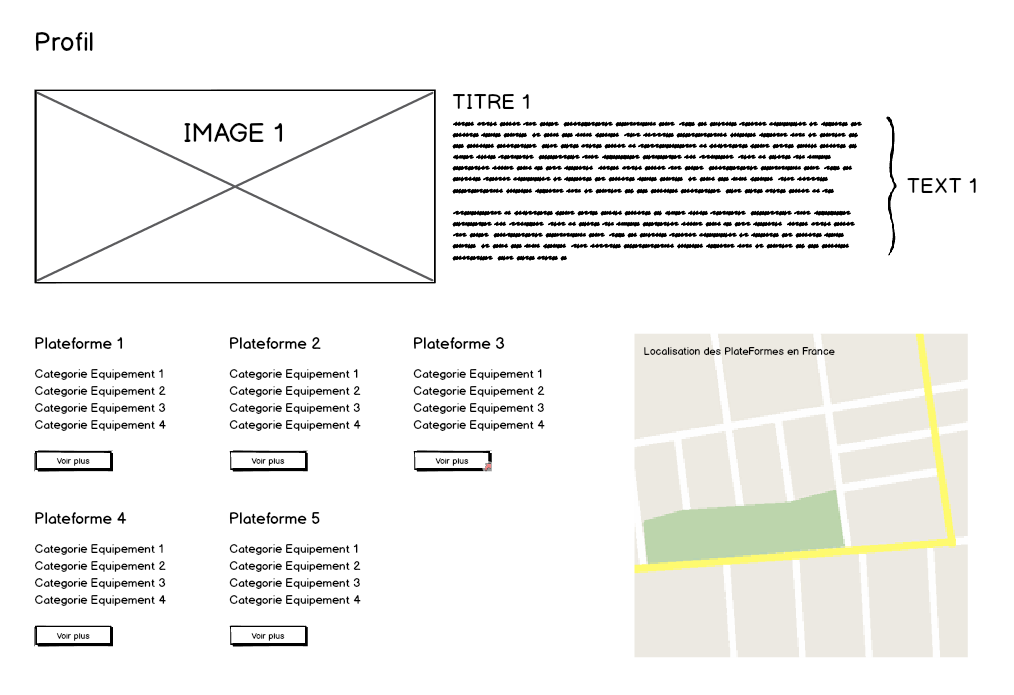 Profil
IMAGE 1
TITRE 1
TEXT 1
Plateforme 1
Categorie Equipement 1
Categorie Equipement 2
Categorie Equipement 3
Categorie Equipement 4
Voir plus
Plateforme 2
Categorie Equipement 1
Categorie Equipement 2
Categorie Equipement 3
Categorie Equipement 4
Voir plus
Plateforme 3
Categorie Equipement 1
Categorie Equipement 2
Categorie Equipement 3
Categorie Equipement 4
Voir plus
Localisation des PlateFormes en France
Plateforme 4
Categorie Equipement 1
Categorie Equipement 2
Categorie Equipement 3
Categorie Equipement 4
Voir plus
Plateforme 5
Categorie Equipement 1
Categorie Equipement 2
Categorie Equipement 3
Categorie Equipement 4
Voir plus